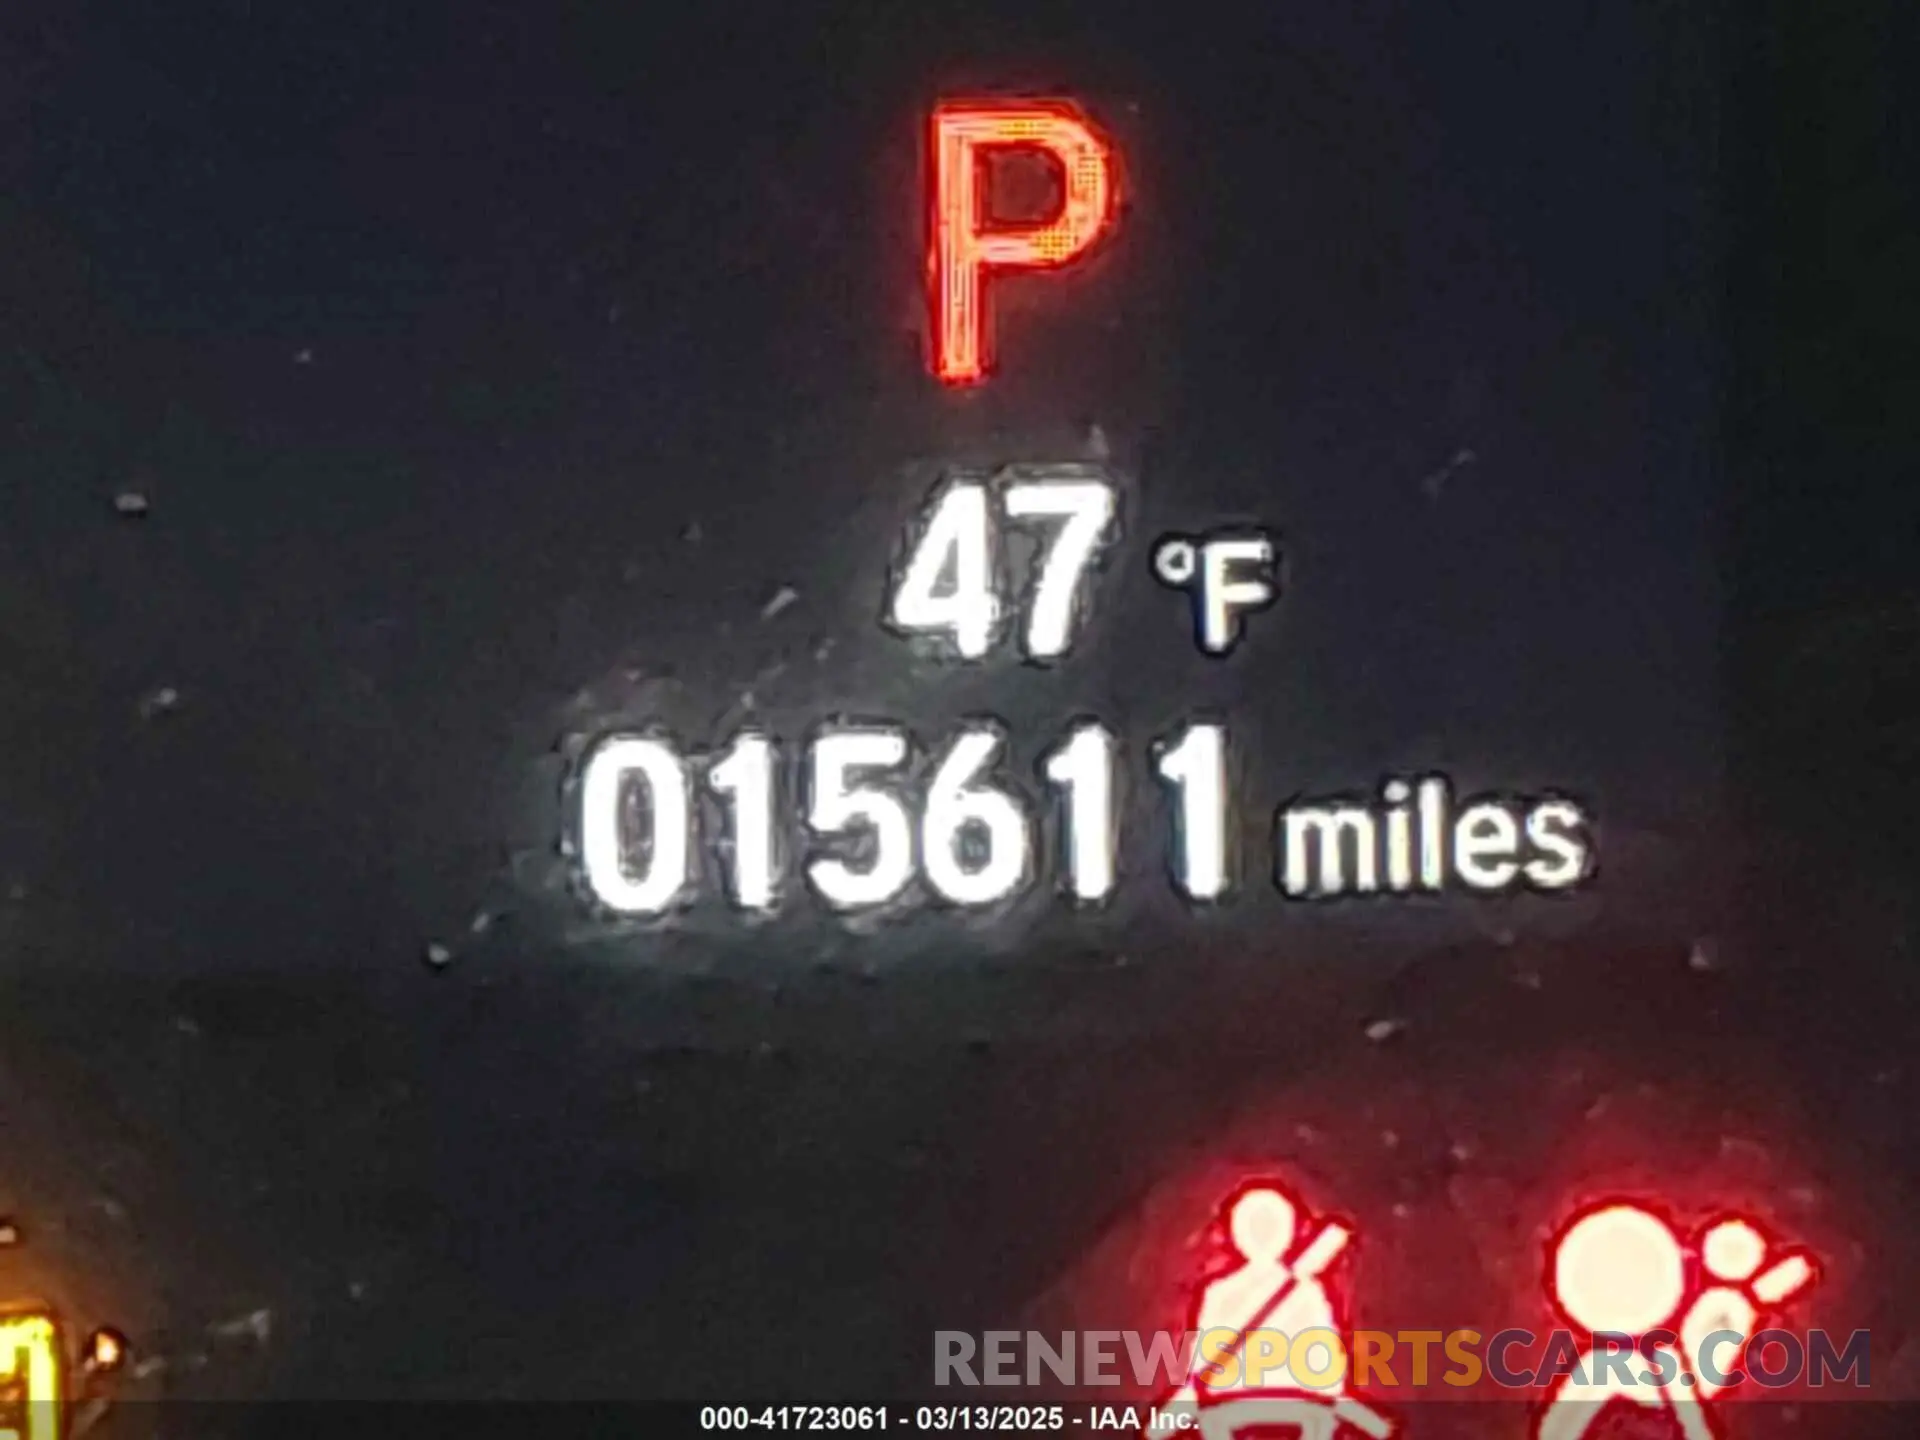 P
47 °F
015611 miles
RENEWSPORTSCARS.COM
000-41723061 - 03/13/2025 - IAA Inc.